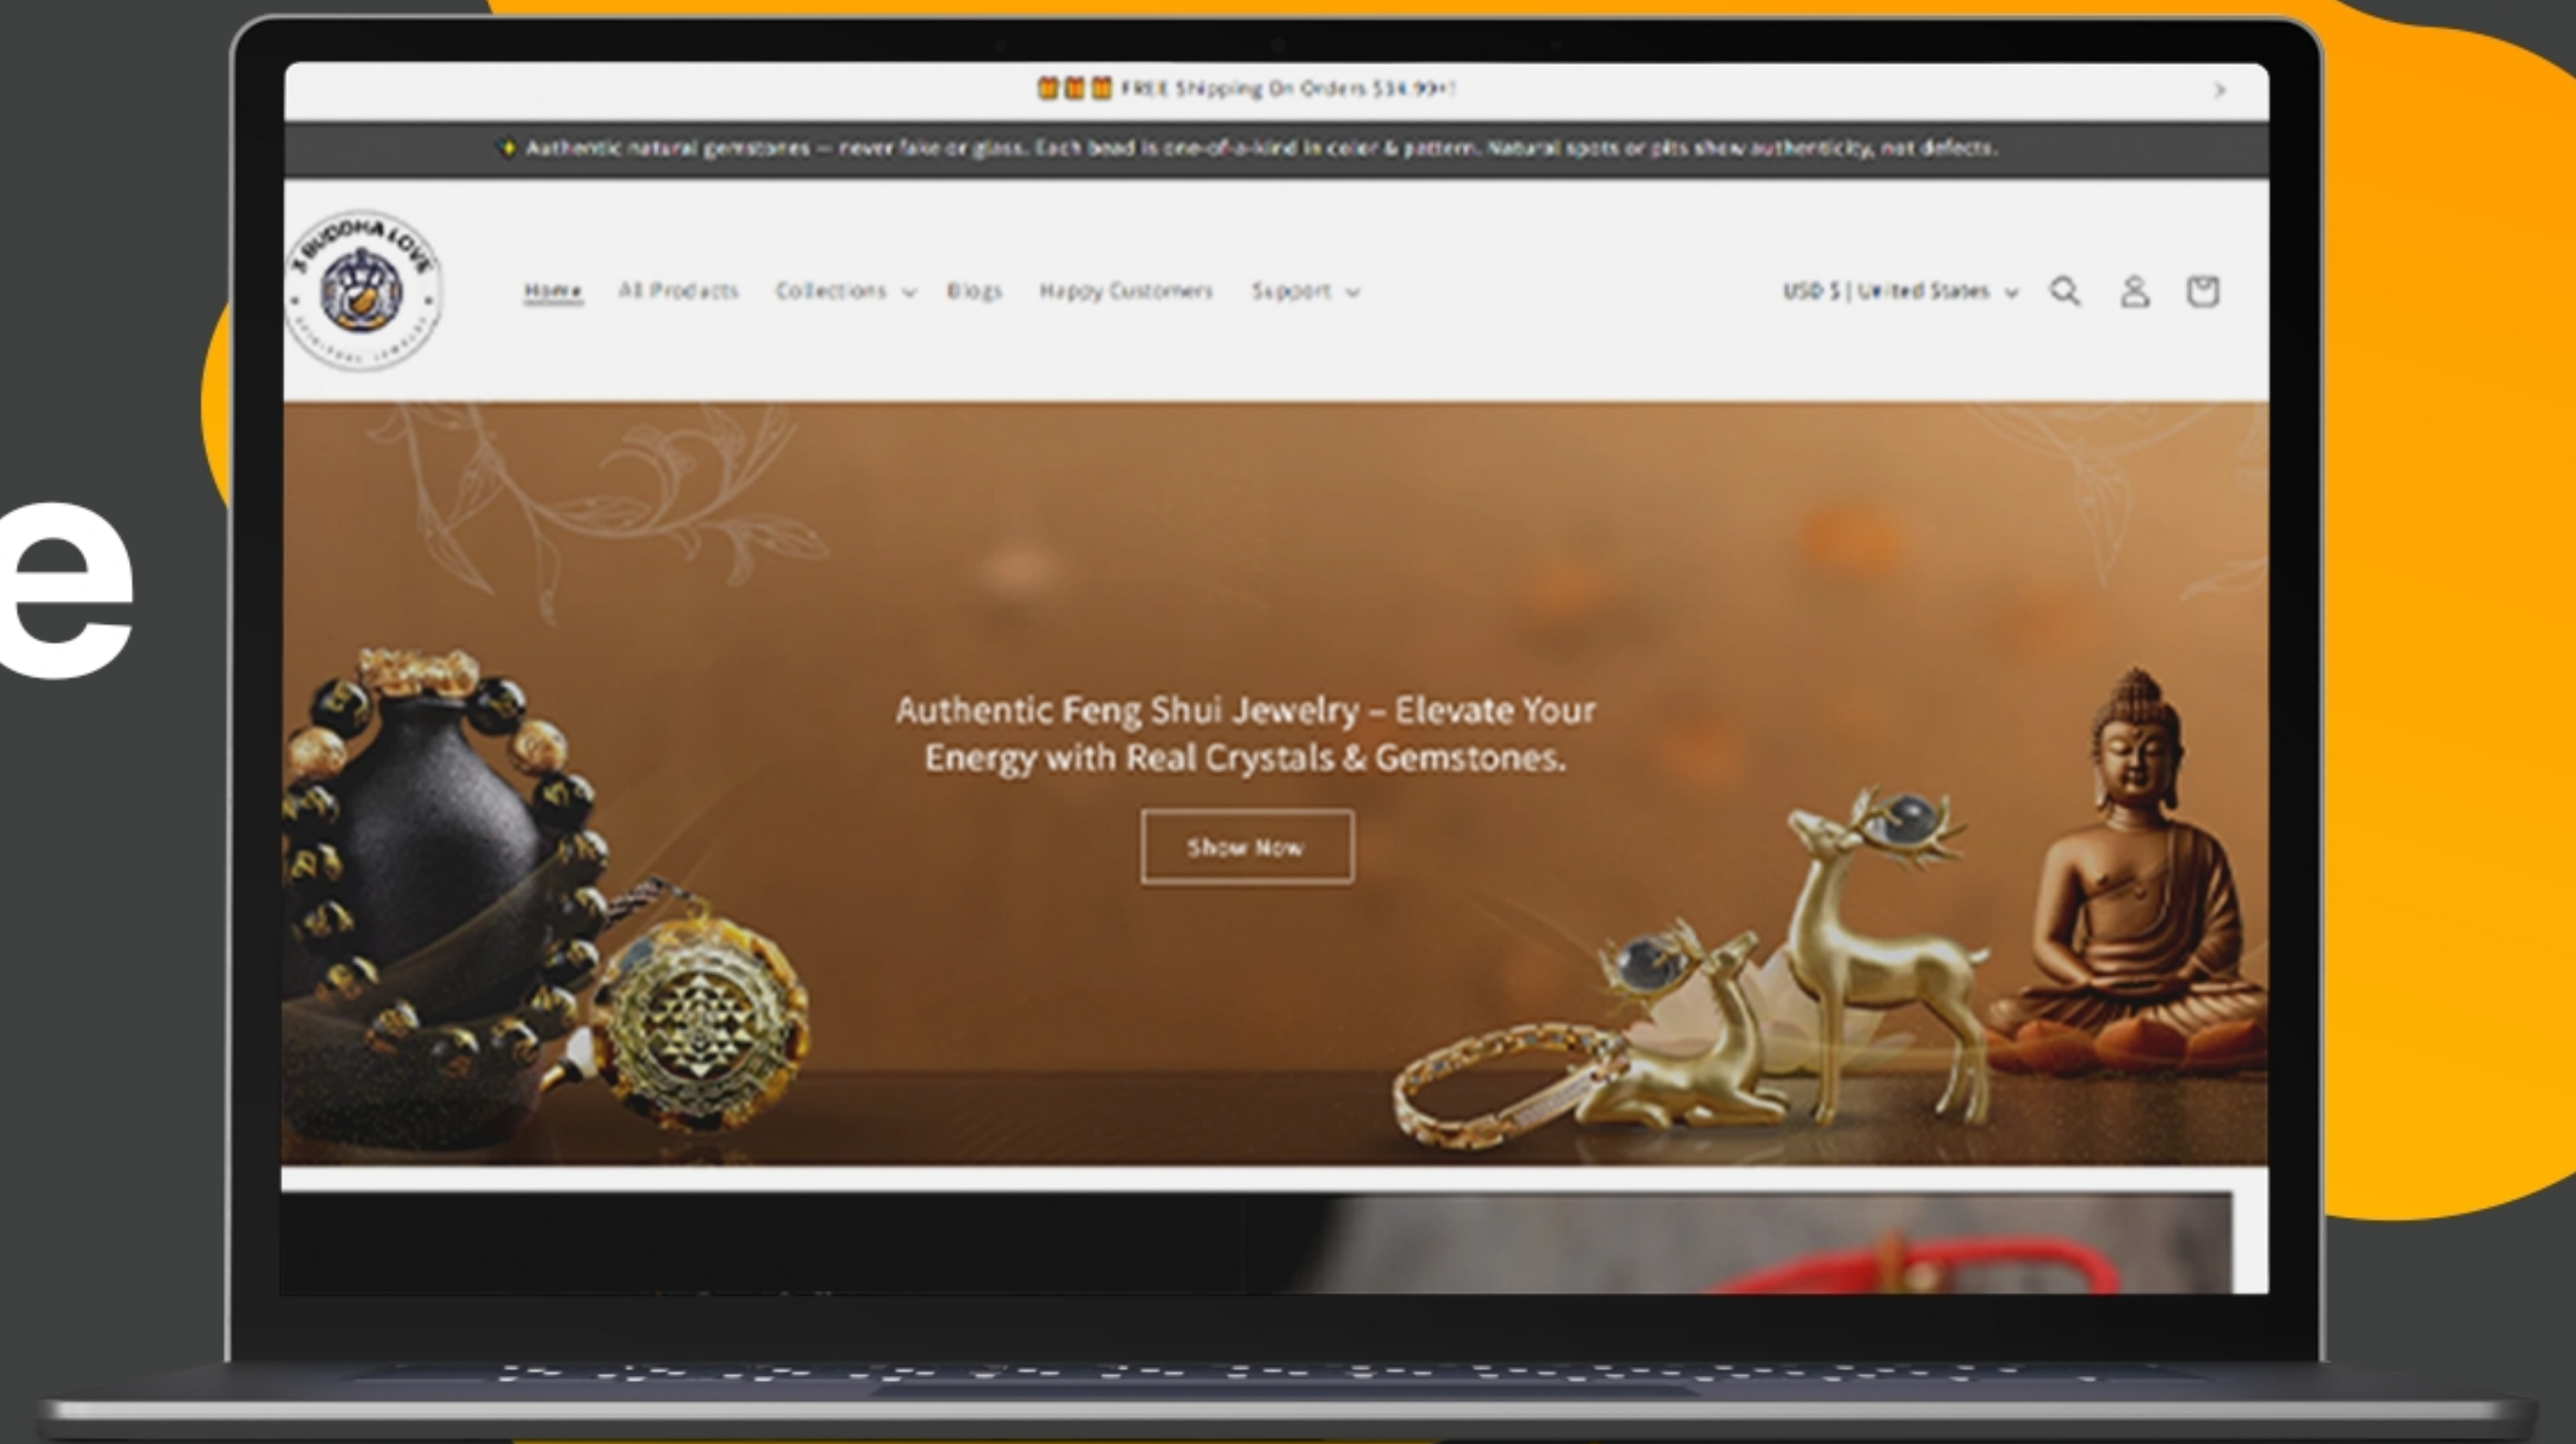 FREE Shipping On Orders $34.99+!
Authentic natural gemstones — never fake or glass. Each bead is one-of-a-kind in color & pattern. Natural spots or pits show authenticity, not defects.
3 BUDDHA LOVE
Home All Products Collections Blogs Happy Customers Support USD $ | United States
e
Authentic Feng Shui Jewelry – Elevate Your
Energy with Real Crystals & Gemstones.
Show Now